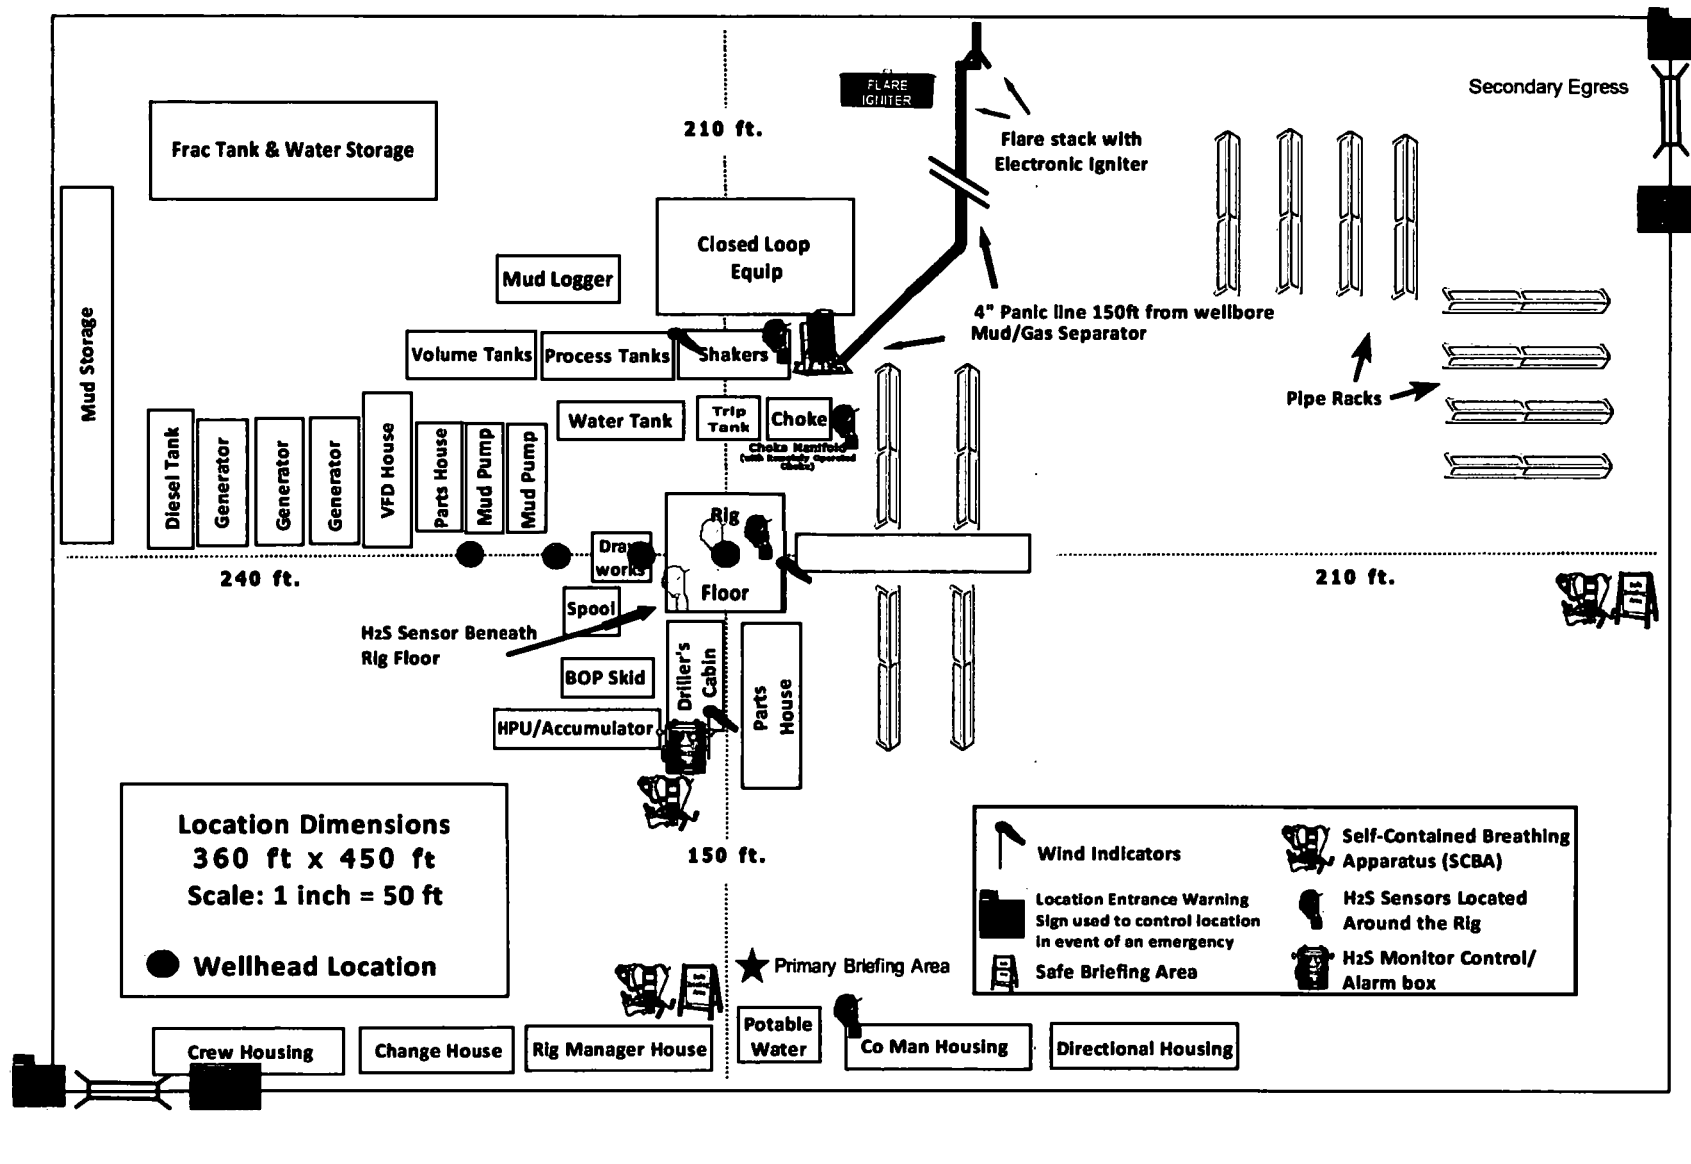 FLARE
IGNITER
Secondary Egress
210 ft.
Flare stack with
Electronic Igniter
Frac Tank & Water Storage
Closed Loop
Equip
Mud Logger
4" Panic line 150ft from wellbore
Mud/Gas Separator
Mud Storage
Volume Tanks
Process Tanks
Shakers
Pipe Racks
Water Tank
Trip
Tank
Choke
Choke Manifold
(with Remotely Operated
Choke)
Diesel Tank
Generator
Generator
Generator
VFD House
Parts House
Mud Pump
Mud Pump
Rig
Floor
Draw
works
240 ft.
210 ft.
Spool
H2S Sensor Beneath
Rig Floor
BOP Skid
Driller's
Cabin
Parts
House
HPU/Accumulator
Location Dimensions
360 ft x 450 ft
Scale: 1 inch = 50 ft
Wellhead Location
150 ft.
Wind Indicators
Location Entrance Warning
Sign used to control location
in event of an emergency
Safe Briefing Area
Self-Contained Breathing
Apparatus (SCBA)
H2S Sensors Located
Around the Rig
H2S Monitor Control/
Alarm box
Primary Briefing Area
Crew Housing
Change House
Rig Manager House
Potable
Water
Co Man Housing
Directional Housing